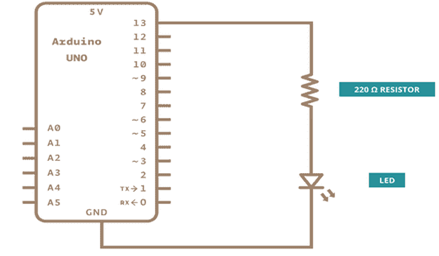 5V
Arduino
UNO
13
12
11
10
~9
8
7
~6
~5
4
~3
2
TX→1
RX←0
A0
A1
A2
A3
A4
A5
GND
220 Ω RESISTOR
LED